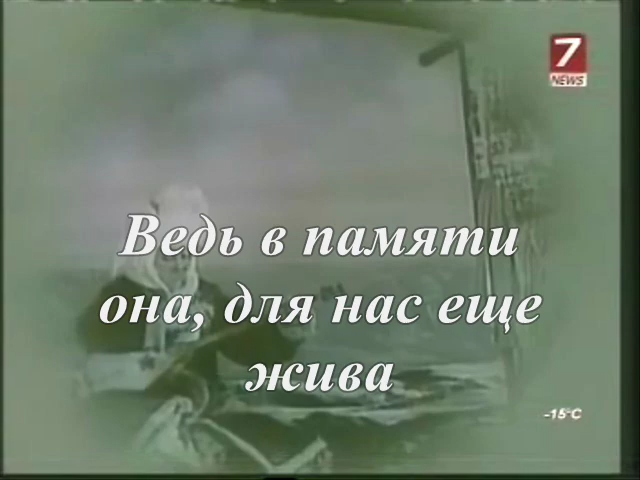 7
NEWS
Ведь в памяти
она, для нас еще
жива
-15°C